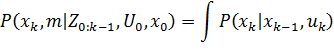 P(x_k, m|Z_{0:k-1}, U_0, x_0) = ∫ P(x_k|x_{k-1}, u_k)